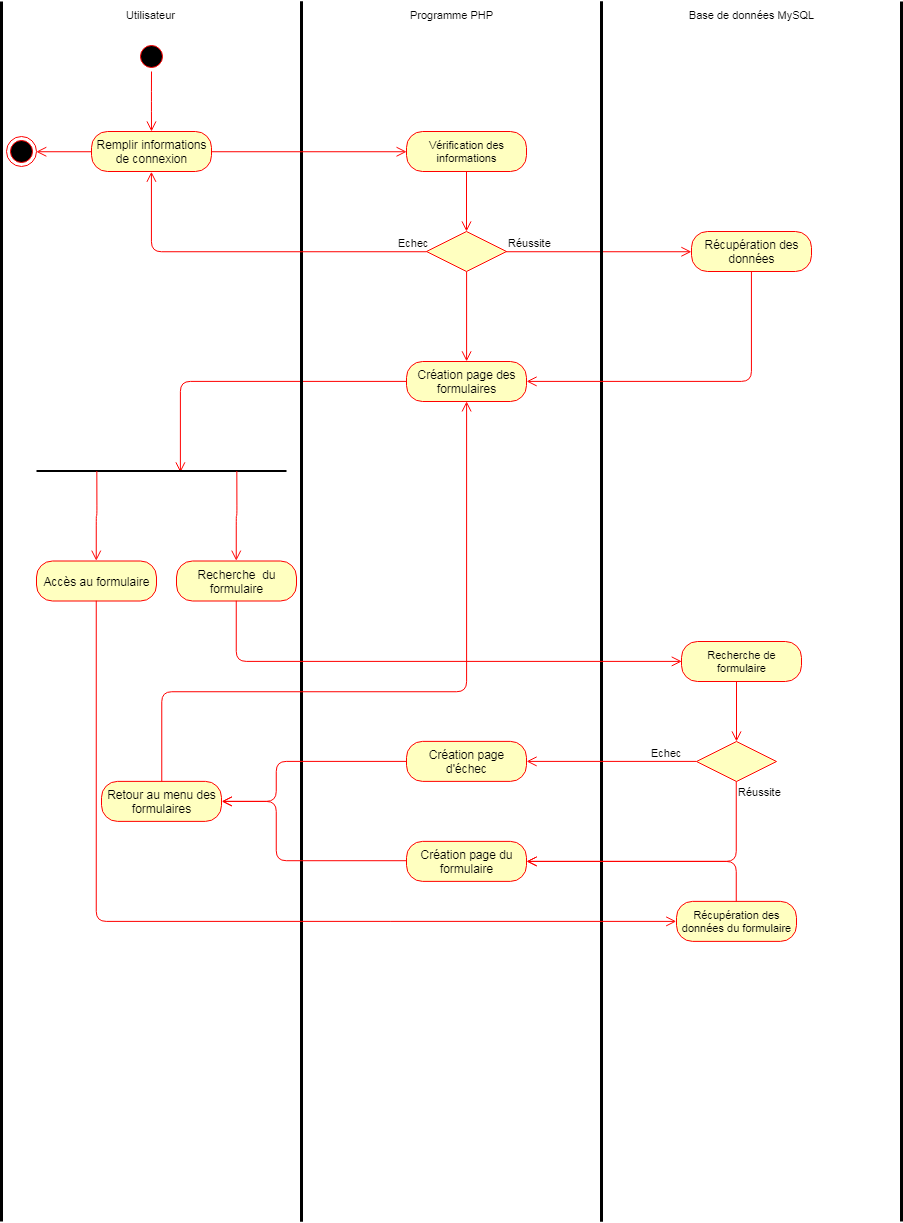 Utilisateur
Programme PHP
Base de données MySQL
Remplir informations
de connexion
Vérification des
informations
Echec
Réussite
Récupération des
données
Création page des
formulaires
Accès au formulaire
Recherche  du
formulaire
Recherche de
formulaire
Echec
Réussite
Création page
d'échec
Retour au menu des
formulaires
Création page du
formulaire
Récupération des
données du formulaire